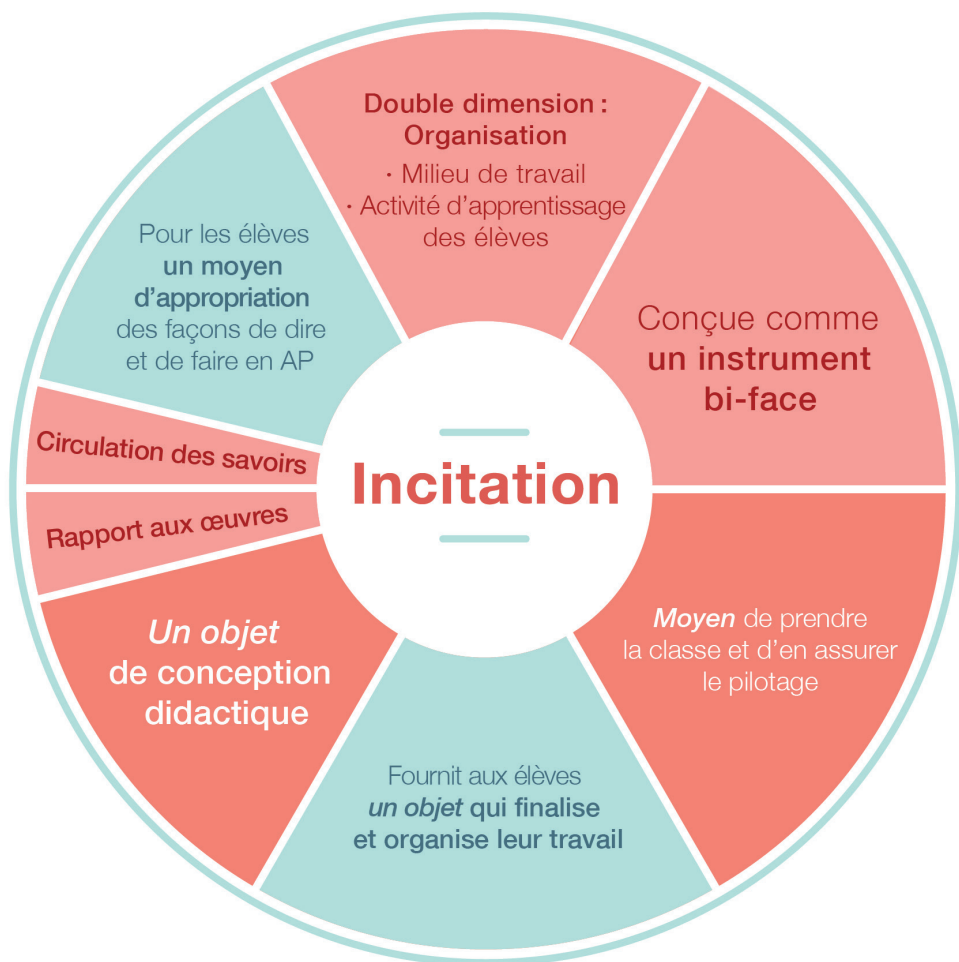 Double dimension :
Organisation
· Milieu de travail
· Activité d’apprentissage
des élèves
Conçue comme
un instrument
bi-face
Moyen de prendre
la classe et d’en assurer
le pilotage
Fournit aux élèves
un objet qui finalise
et organise leur travail
Un objet
de conception
didactique
Rapport aux œuvres
Circulation des savoirs
Pour les élèves
un moyen
d’appropriation
des façons de dire
et de faire en AP
Incitation